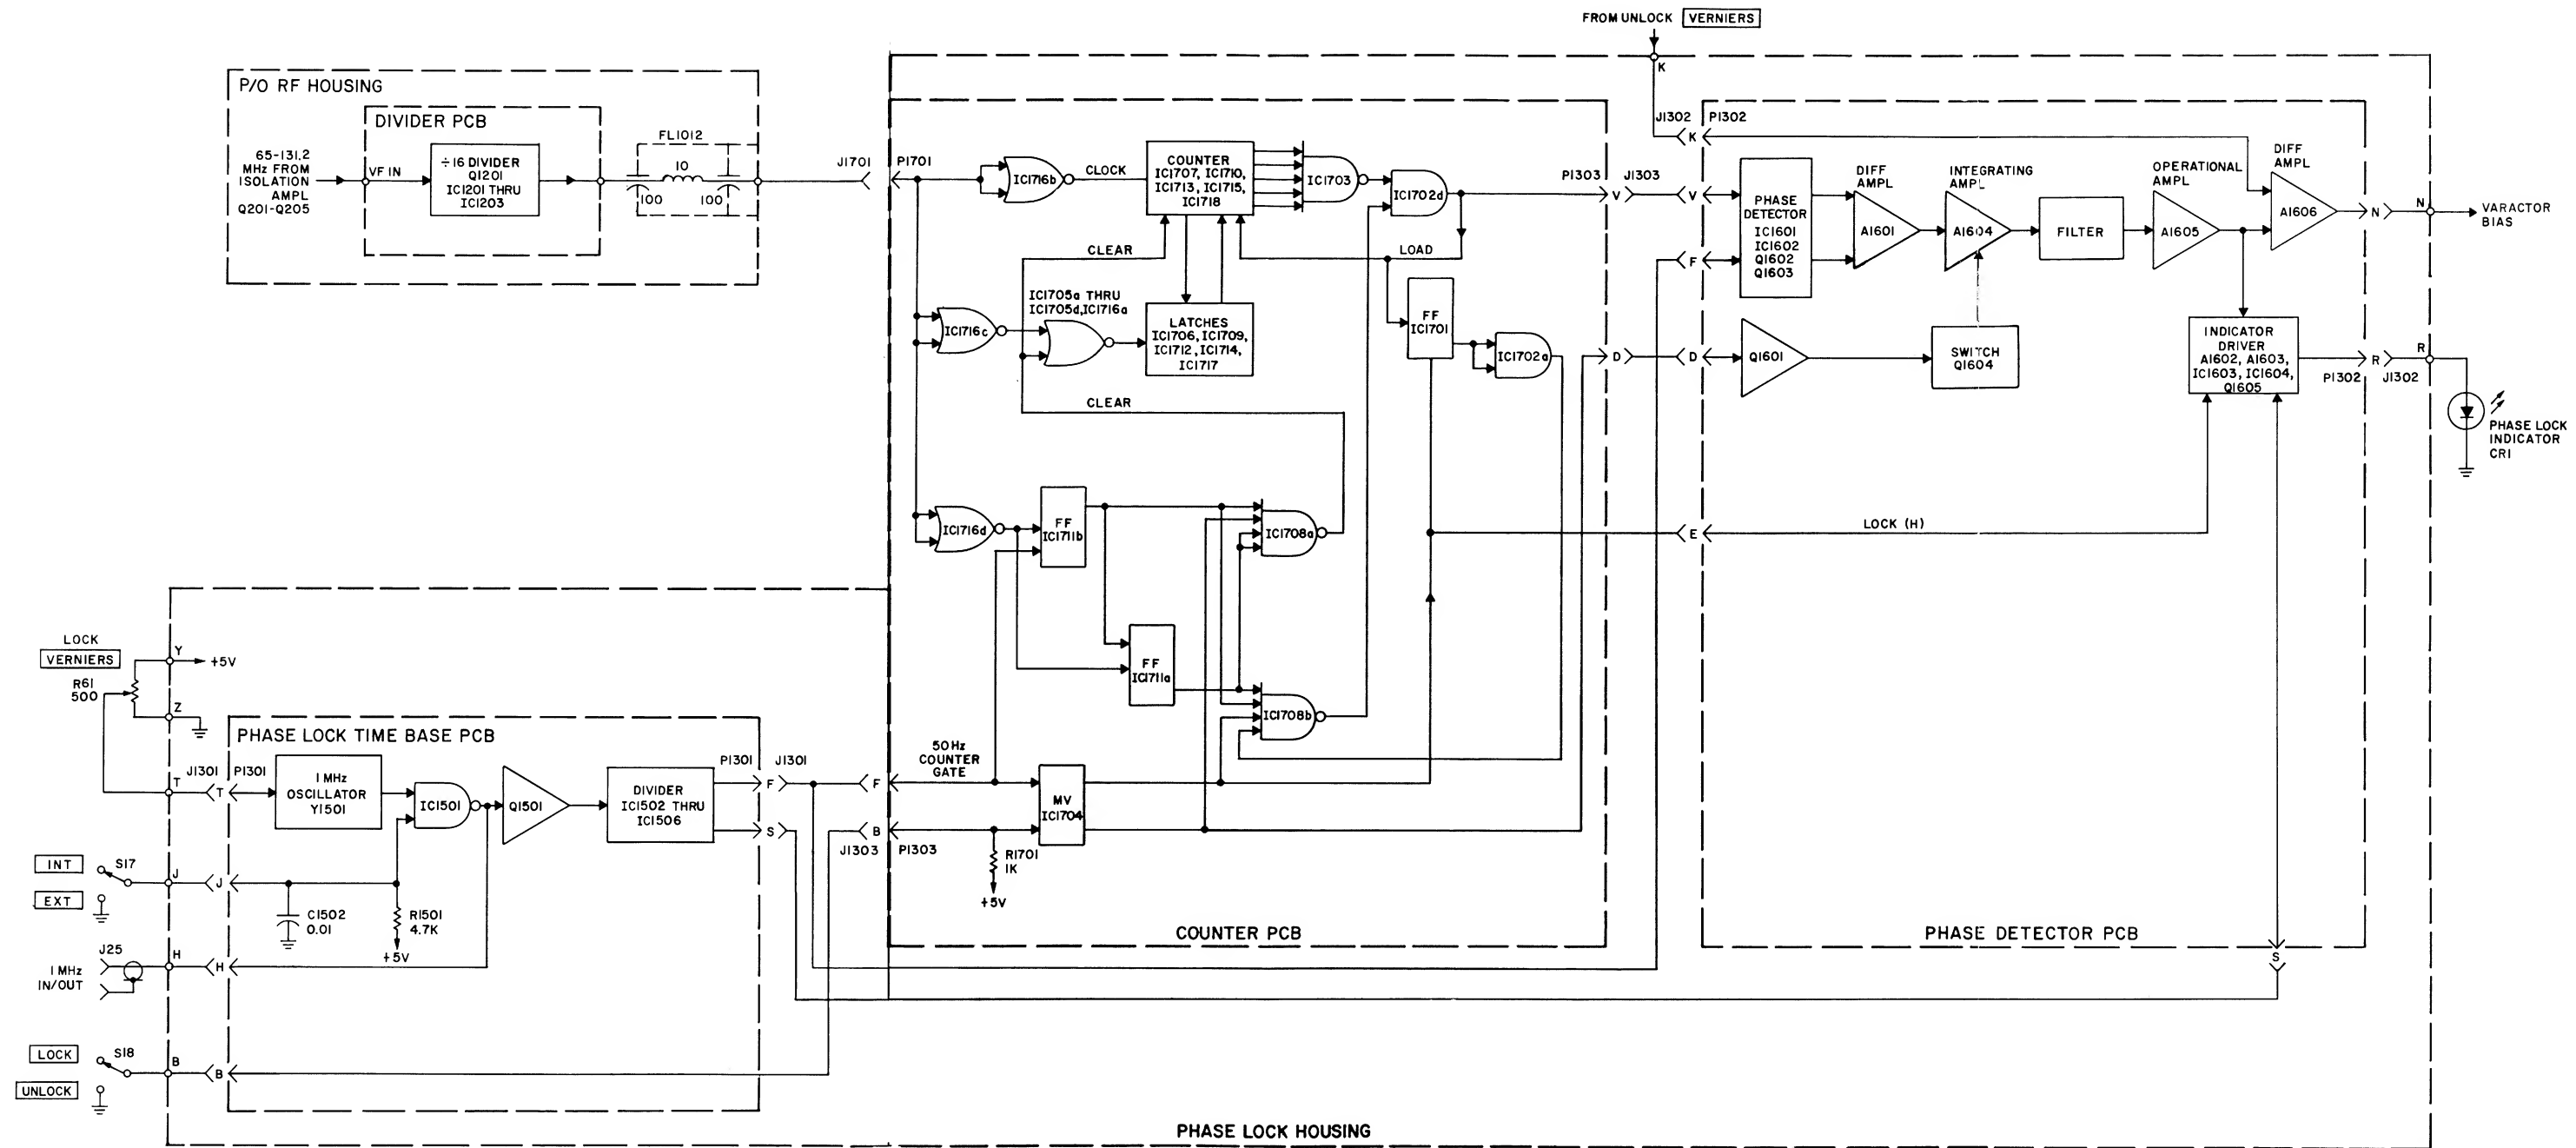 FROM UNLOCK VERNIERS
K
P/O RF HOUSING
DIVIDER PCB
65-131.2
MHz FROM
ISOLATION
AMPL
Q201-Q205
VF IN
÷16 DIVIDER
Q1201
IC1201 THRU
IC1203
FL1012
10
100
100
J1701
P1701
IC1716b
CLOCK
COUNTER
IC1707, IC1710,
IC1713, IC1715,
IC1718
IC1703
IC1702d
CLEAR
LOAD
IC1705a THRU
IC1705d,IC1716a
IC1716c
LATCHES
IC1706, IC1709,
IC1712, IC1714,
IC1717
FF
IC1701
IC1702a
CLEAR
IC1716d
FF
IC1711b
IC1708a
FF
IC1711a
IC1708b
50Hz
COUNTER
GATE
MV
IC1704
R1701
1K
+5V
F
B
J1303
P1303
COUNTER PCB
P1303
V
J1303
D
J1302
P1302
K
V
F
D
E
PHASE
DETECTOR
IC1601
IC1602
Q1602
Q1603
DIFF
AMPL
A1601
INTEGRATING
AMPL
A1604
FILTER
OPERATIONAL
AMPL
A1605
DIFF
AMPL
A1606
N
N
VARACTOR
BIAS
Q1601
SWITCH
Q1604
INDICATOR
DRIVER
A1602, A1603,
IC1603, IC1604,
Q1605
R
R
P1302
J1302
PHASE LOCK
INDICATOR
CR1
LOCK (H)
PHASE DETECTOR PCB
S
LOCK
VERNIERS
R61
500
Y
+5V
Z
PHASE LOCK TIME BASE PCB
T
J1301
P1301
T
1 MHz
OSCILLATOR
Y1501
IC1501
Q1501
DIVIDER
IC1502 THRU
IC1506
P1301
J1301
F
S
INT
S17
EXT
J
J
C1502
0.01
R1501
4.7K
+5V
J25
1 MHz
IN/OUT
H
H
LOCK
S18
UNLOCK
B
B
PHASE LOCK HOUSING